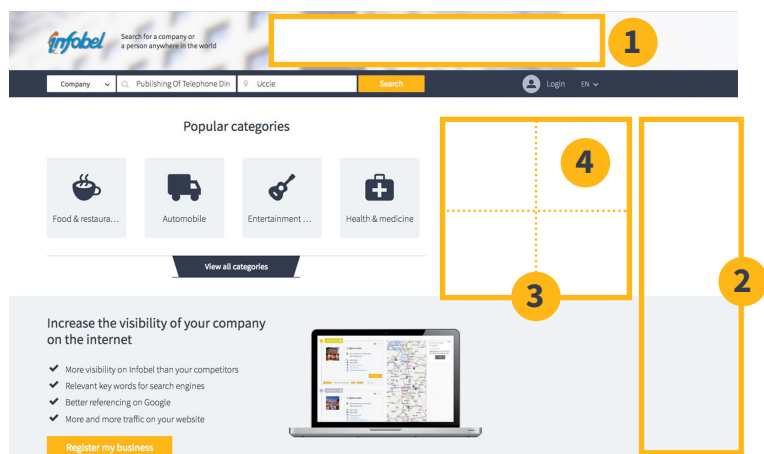 infobel
Search for a company or
a person anywhere in the world
1
Company
Publishing Of Telephone Dir
Uccle
Search
Login
EN
Popular categories
Food & restaura...
Automobile
Entertainment ...
Health & medicine
View all categories
4
3
2
Increase the visibility of your company
on the internet
More visibility on Infobel than your competitors
Relevant key words for search engines
Better referencing on Google
More and more traffic on your website
Register my business